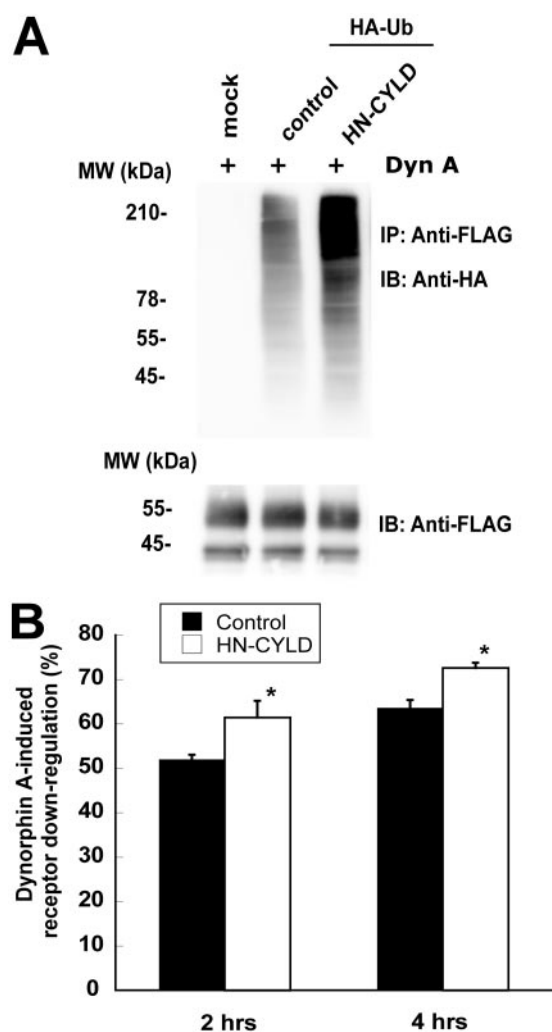 A
HA-Ub
mock
control
HN-CYLD
MW (kDa)
+ + + Dyn A
210-
IP: Anti-FLAG
IB: Anti-HA
78-
55-
45-
MW (kDa)
55-
IB: Anti-FLAG
45-
B
Control
HN-CYLD
Dynorphin A-induced
receptor down-regulation (%)
80
70
60
50
40
30
20
10
0
* *
2 hrs 4 hrs